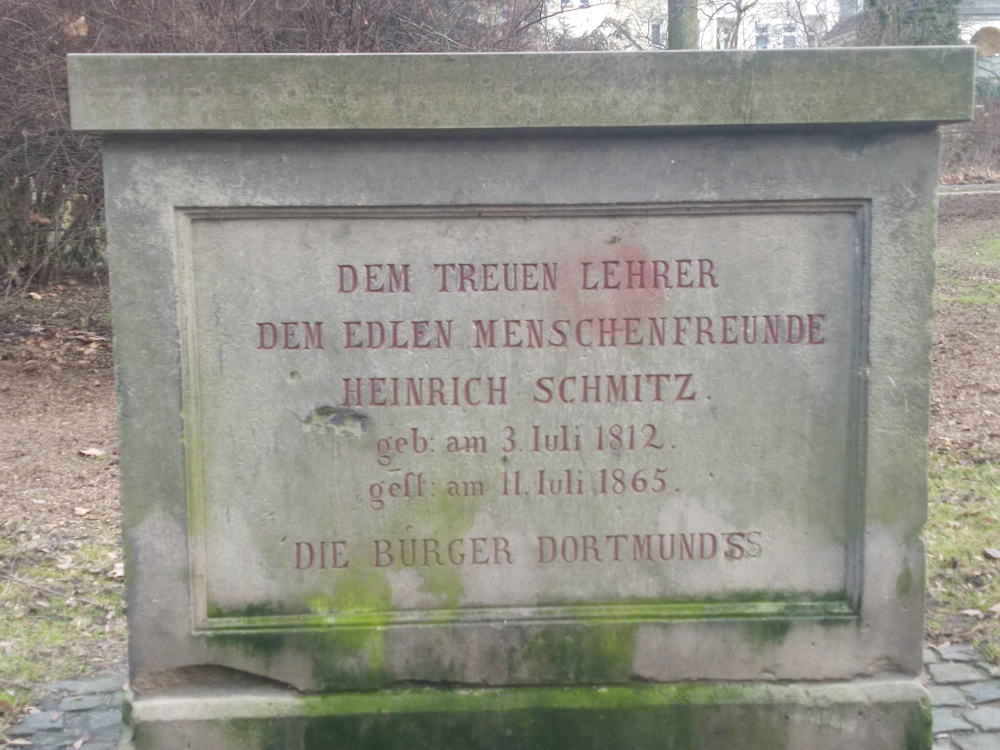 DEM TREUEN LEHRER
DEM EDLEN MENSCHENFREUNDE
HEINRICH SCHMITZ.
geb: am 3. Iuli 1812.
geſt: am 11. Iuli 1865.
DIE BÜRGER DORTMUNDS